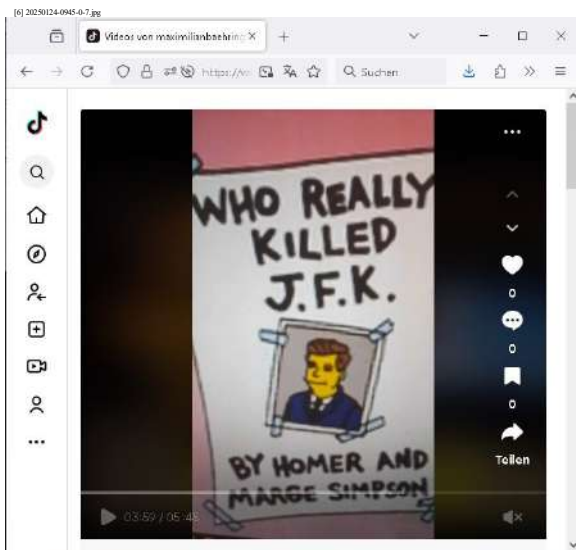 [6] 20250124-0945-0-7.jpg
Videos von maximilianbaehring
Suchen
WHO REALLY
KILLED
J.F.K.
0
0
0
BY HOMER AND
Teilen
MARGE SIMPSON
03:59 / 05:48